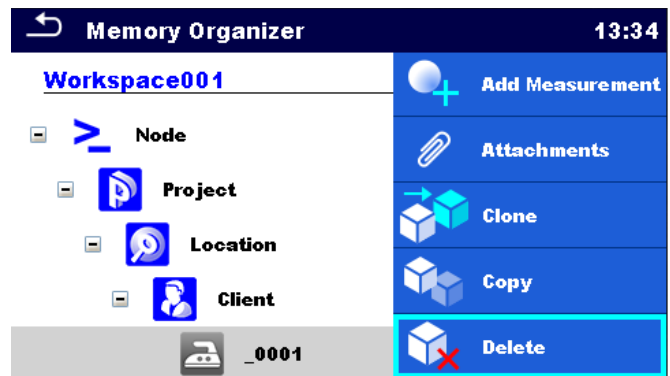 Memory Organizer 13:34
Workspace001
Add Measurement
Node
Attachments
Project
Clone
Location
Copy
Client
_0001
Delete